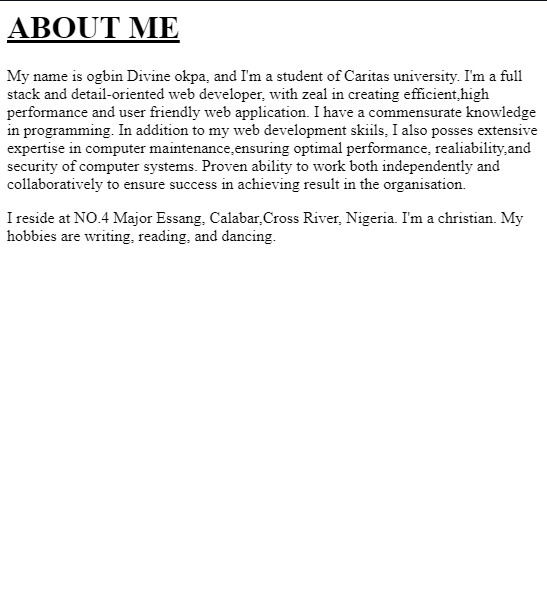 ABOUT ME
My name is ogbin Divine okpa, and I'm a student of Caritas university. I'm a full
stack and detail-oriented web developer, with zeal in creating efficient,high
performance and user friendly web application. I have a commensurate knowledge
in programming. In addition to my web development skiils, I also posses extensive
expertise in computer maintenance,ensuring optimal performance, realiability,and
security of computer systems. Proven ability to work both independently and
collaboratively to ensure success in achieving result in the organisation.
I reside at NO.4 Major Essang, Calabar,Cross River, Nigeria. I'm a christian. My
hobbies are writing, reading, and dancing.